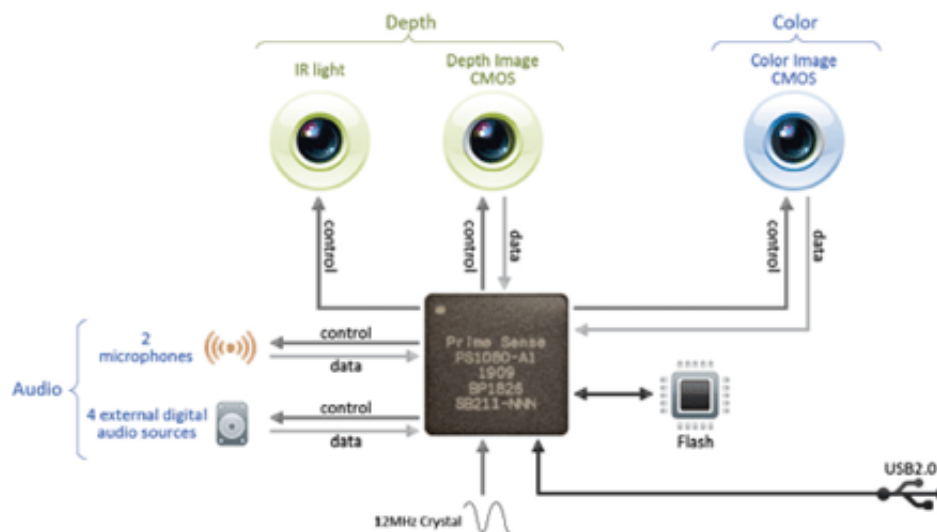 Depth
Color
IR light
Depth Image
CMOS
Color Image
CMOS
control
control
data
control
data
Audio
2
microphones
control
data
4 external digital
audio sources
control
data
Prime Sense
PS1080-A1
1909
BP1826
SB211-NNN
Flash
USB2.0
12MHz Crystal